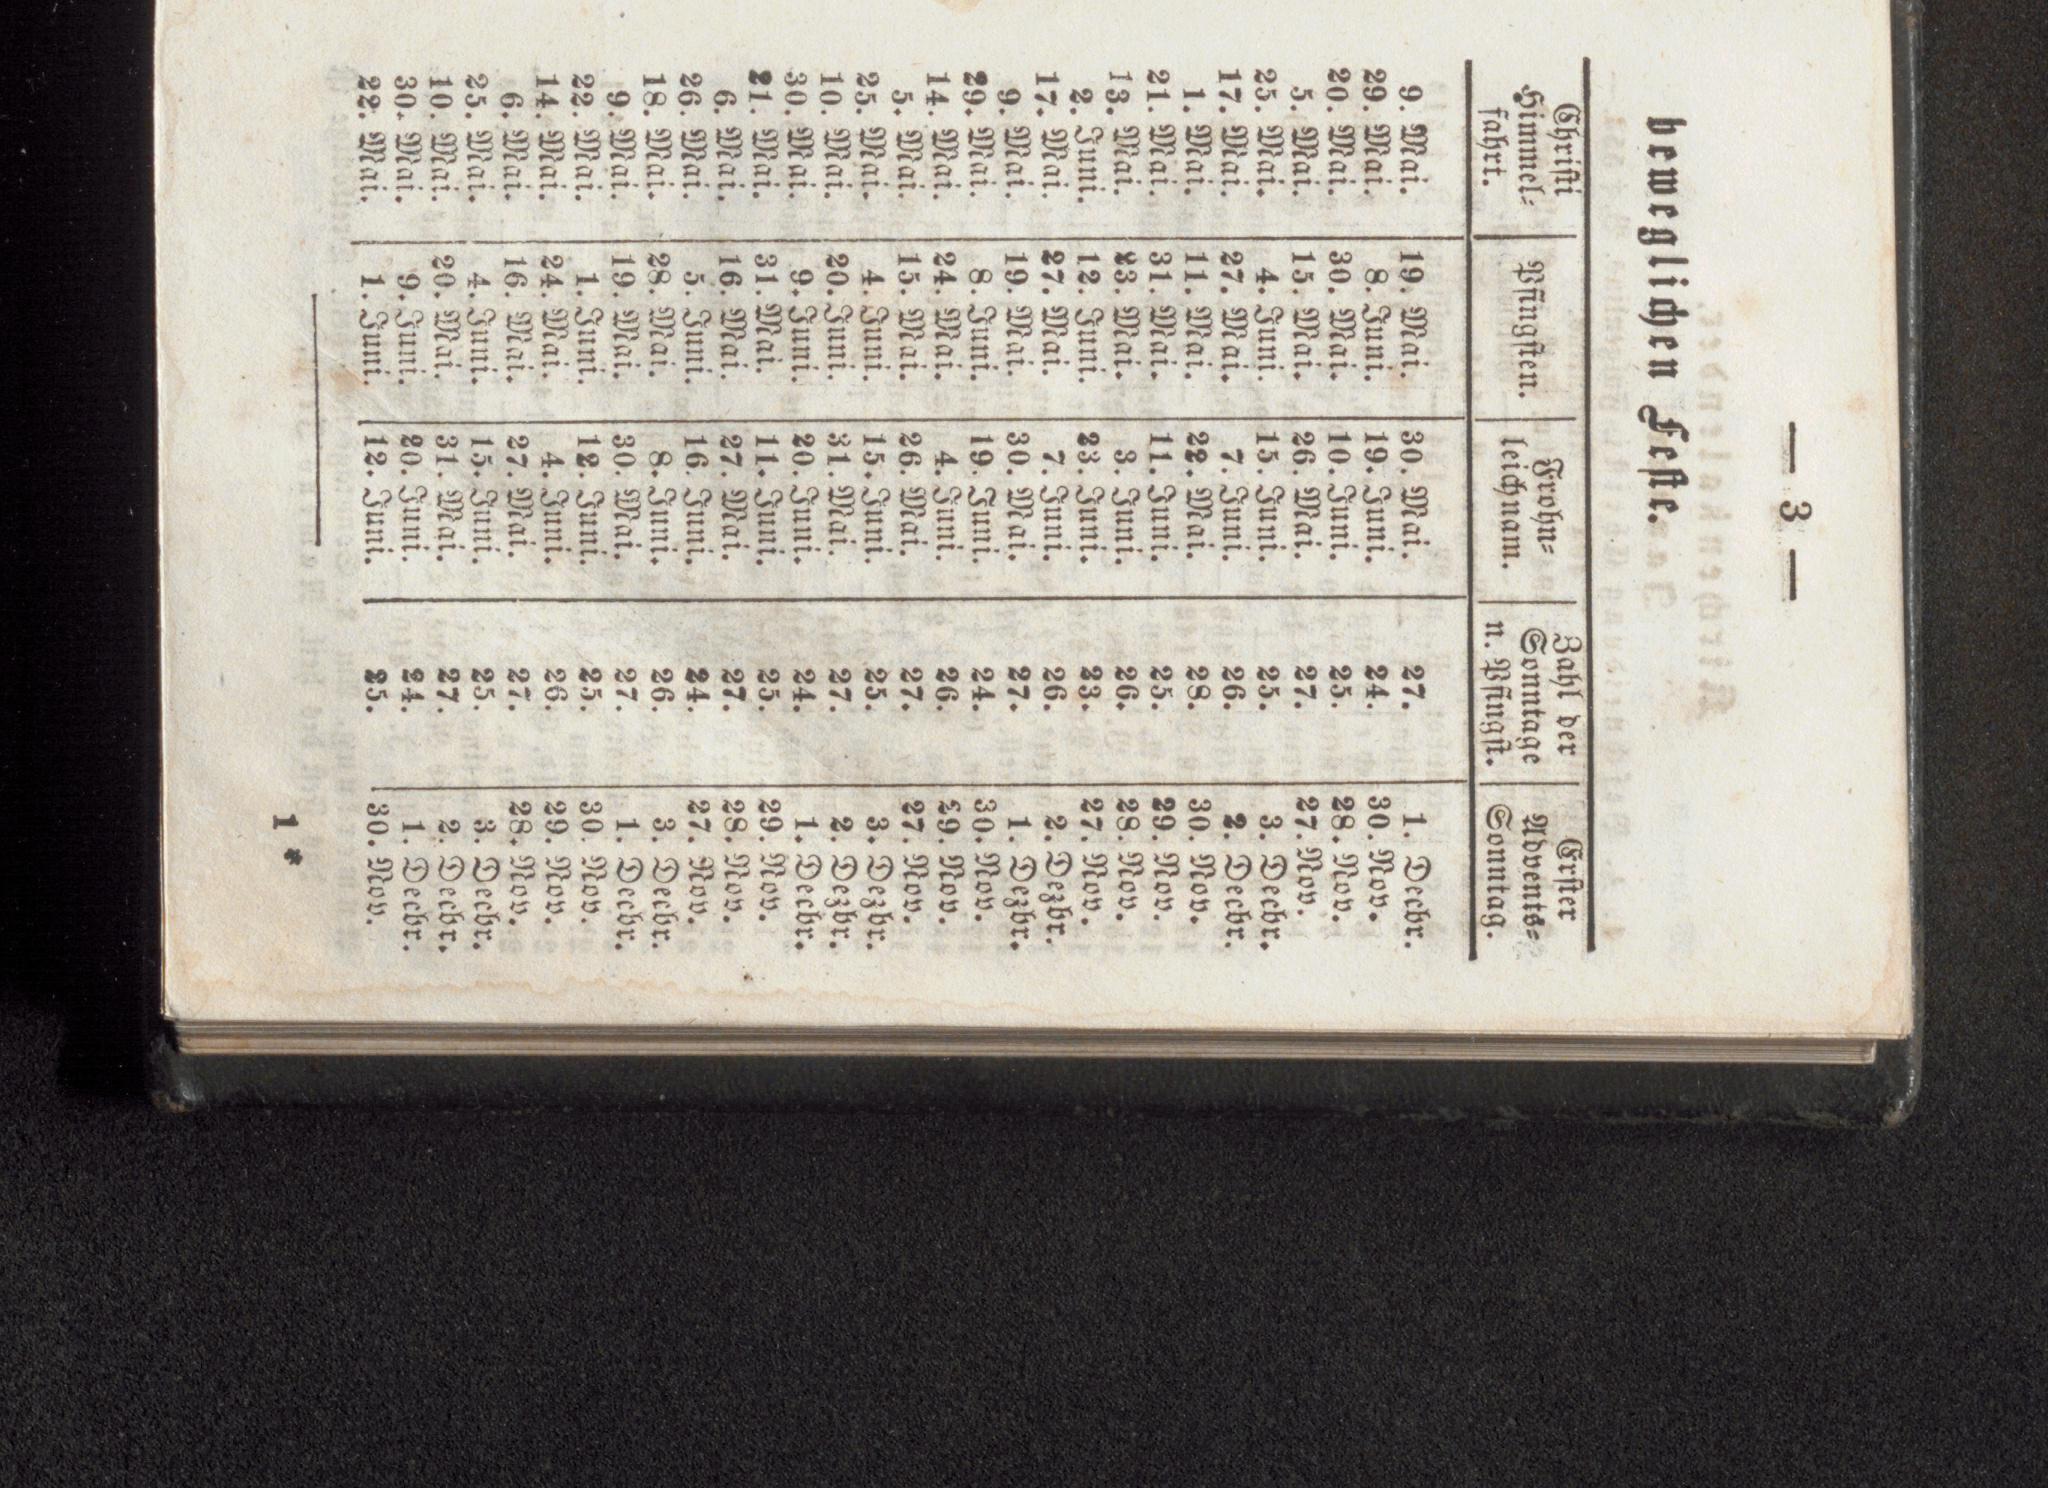 — 3 —
beweglichen Feste.
Christi Himmel- fahrt. Pfingsten. Frohn- leichnam. Zahl der Sonntage n. Pfingst. Erster Advents- Sonntag.
9. Mai. 19. Mai. 30. Mai. 27. 1. Decbr.
29. Mai. 8. Juni. 19. Juni. 24. 30. Nov.
20. Mai. 30. Mai. 10. Juni. 25. 28. Nov.
5. Mai. 15. Mai. 26. Mai. 27. 27. Nov.
25. Mai. 4. Juni. 15. Juni. 25. 3. Decbr.
17. Mai. 27. Mai. 7. Juni. 26. 2. Decbr.
1. Mai. 11. Mai. 22. Mai. 28. 30. Nov.
21. Mai. 31. Mai. 11. Juni. 25. 29. Nov.
13. Mai. 23. Mai. 3. Juni. 26. 28. Nov.
2. Juni. 12. Juni. 23. Juni. 23. 27. Nov.
17. Mai. 27. Mai. 7. Juni. 26. 2. Dezbr.
9. Mai. 19. Mai. 30. Mai. 27. 1. Dezbr.
29. Mai. 8. Juni. 19. Juni. 24. 30. Nov.
14. Mai. 24. Mai. 4. Juni. 26. 29. Nov.
5. Mai. 15. Mai. 26. Mai. 27. 27. Nov.
25. Mai. 4. Juni. 15. Juni. 25. 3. Dezbr.
10. Mai. 20. Juni. 31. Mai. 27. 2. Dezbr.
30. Mai. 9. Juni. 20. Juni. 24. 1. Decbr.
21. Mai. 31. Mai. 11. Juni. 25. 29. Nov.
6. Mai. 16. Mai. 27. Mai. 27. 28. Nov.
26. Mai. 5. Juni. 16. Juni. 24. 27. Nov.
18. Mai. 28. Mai. 8. Juni. 26. 3. Decbr.
9. Mai. 19. Mai. 30. Mai. 27. 1. Decbr.
22. Mai. 1. Juni. 12. Juni. 25. 30. Nov.
14. Mai. 24. Mai. 4. Juni. 26. 29. Nov.
6. Mai. 16. Mai. 27. Mai. 27. 28. Nov.
25. Mai. 4. Juni. 15. Juni. 25. 3. Decbr.
10. Mai. 20. Mai. 31. Mai. 27. 2. Decbr.
30. Mai. 9. Juni. 20. Juni. 24. 1. Decbr.
22. Mai. 1. Juni. 12. Juni. 25. 30. Nov.
1 *